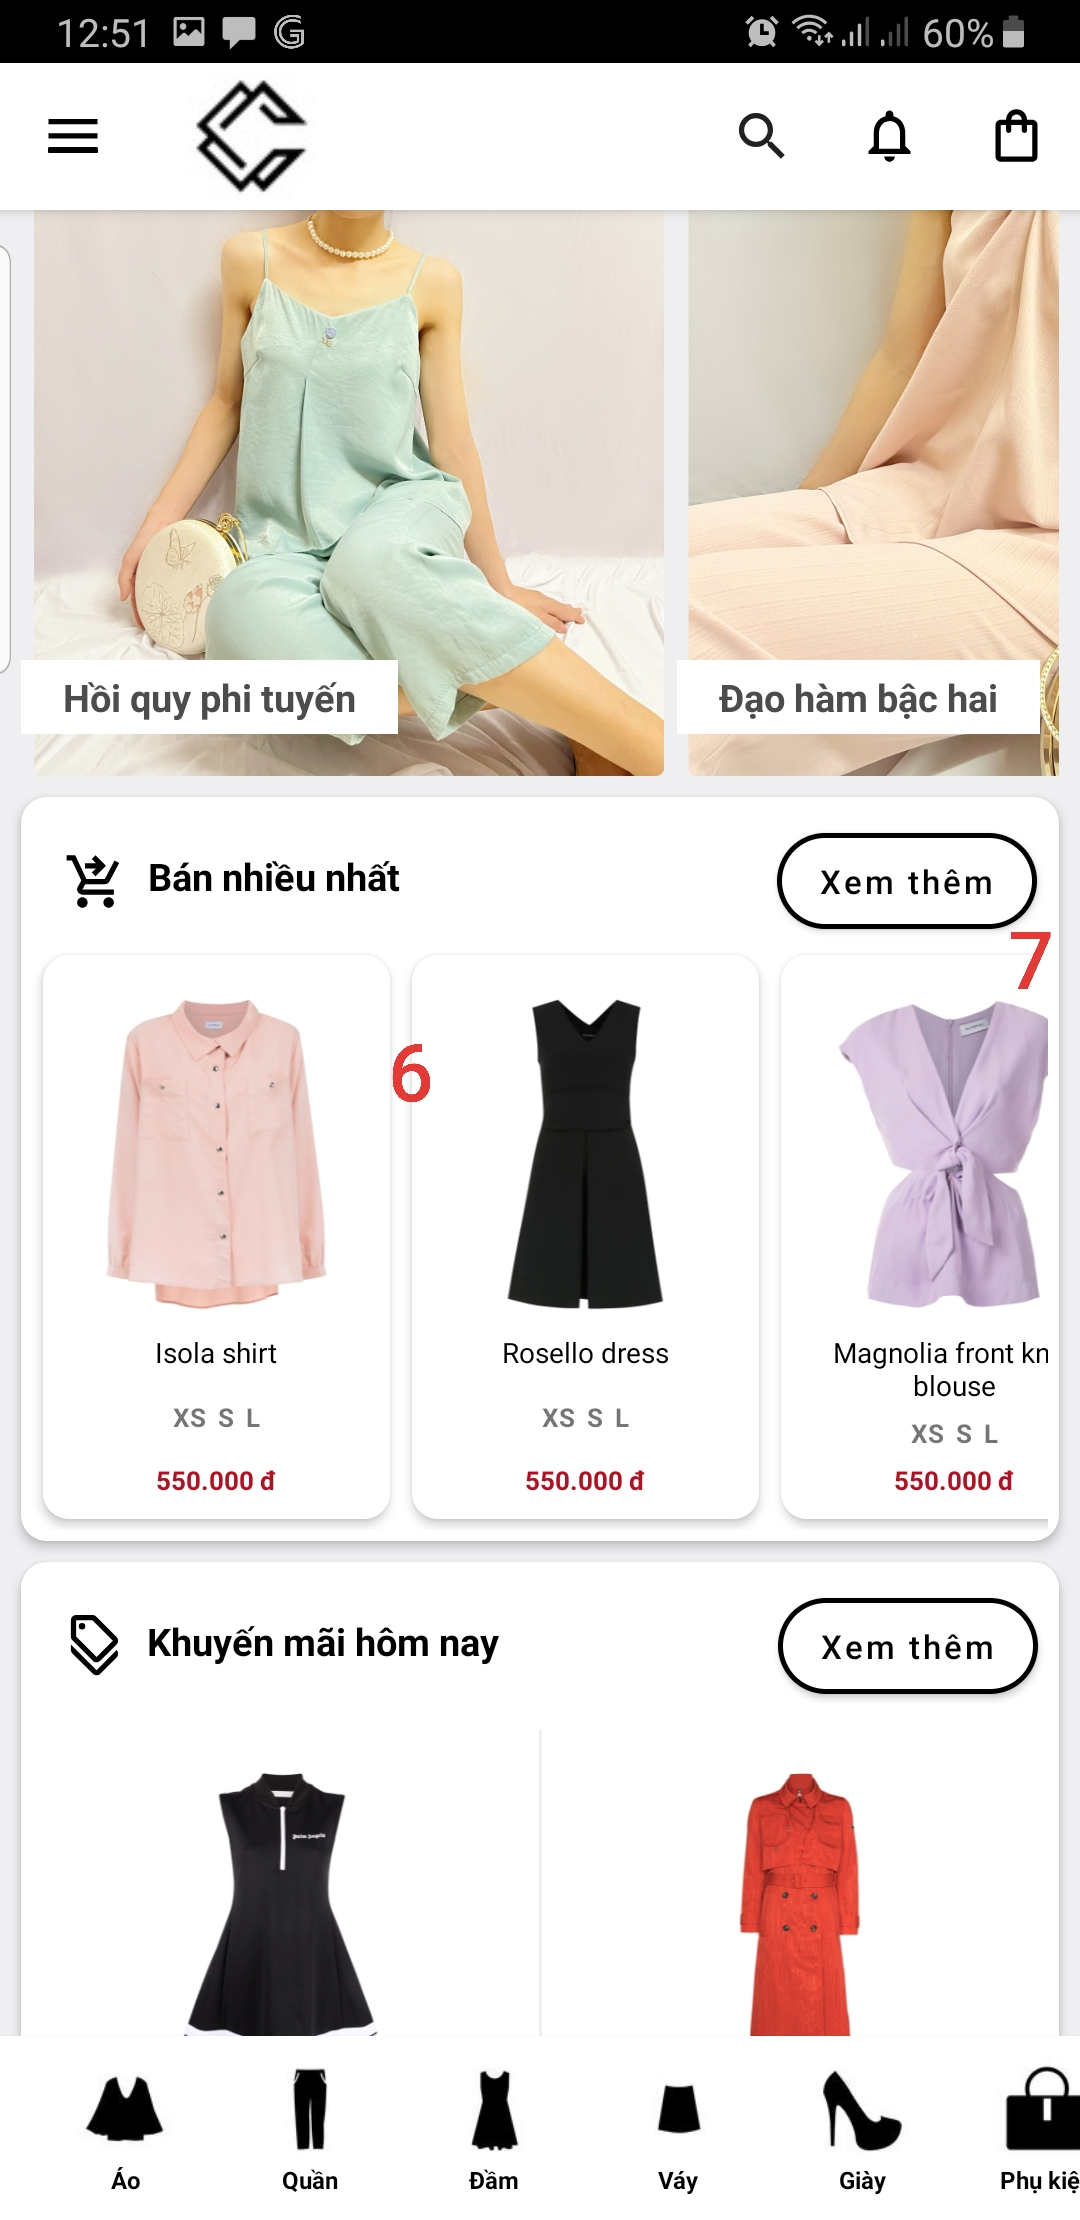 12:51
60%
Hồi quy phi tuyến
Đạo hàm bậc hai
Bán nhiều nhất
Xem thêm
7
6
Isola shirt
XS S L
550.000 đ
Rosello dress
XS S L
550.000 đ
Magnolia front kn
blouse
XS S L
550.000 đ
Khuyến mãi hôm nay
Xem thêm
Palm Angels
Áo
Quần
Đầm
Váy
Giày
Phụ kiệ